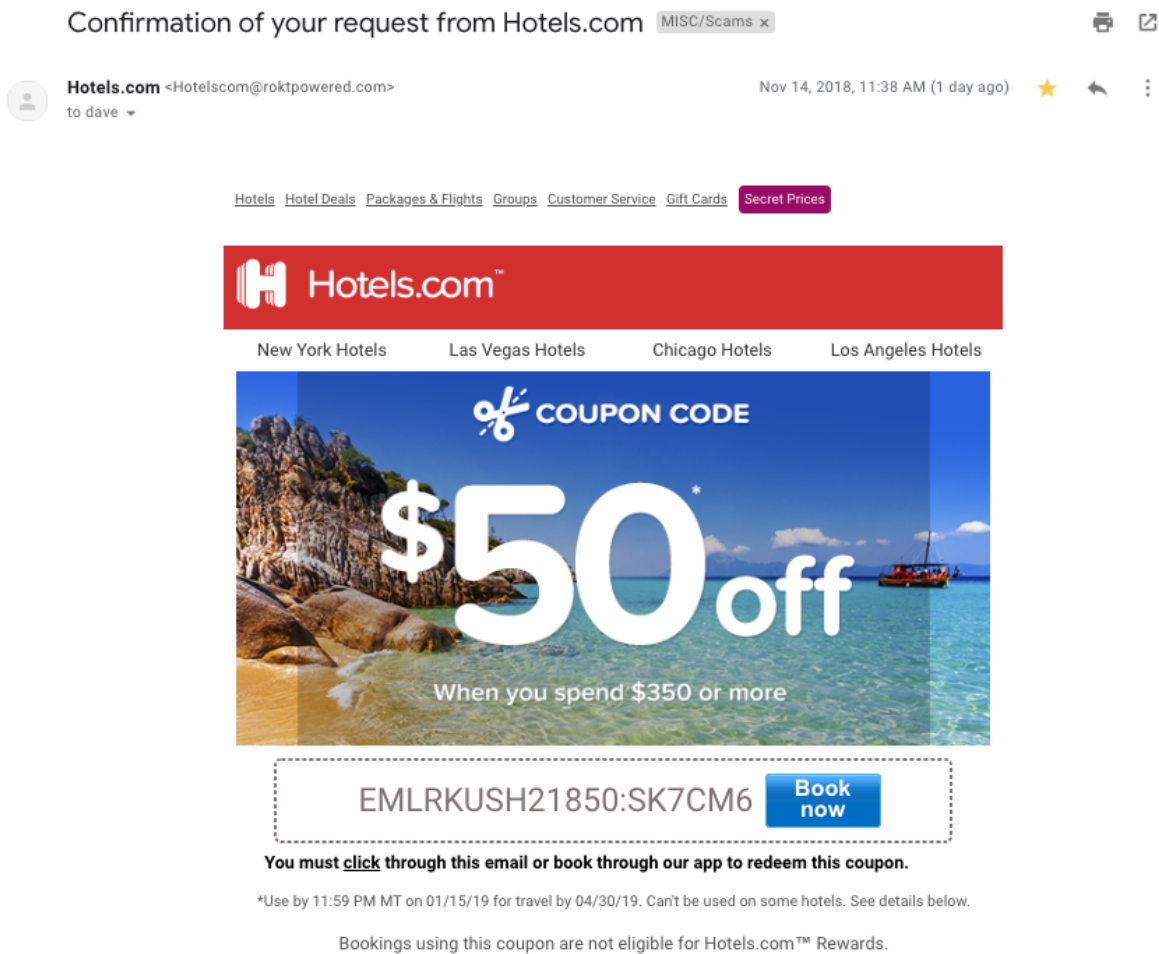 Confirmation of your request from Hotels.com MISC/Scams x
Hotels.com <Hotelscom@roktpowered.com> Nov 14, 2018, 11:38 AM (1 day ago)
to dave
Hotels Hotel Deals Packages & Flights Groups Customer Service Gift Cards Secret Prices
Hotels.com™
New York Hotels Las Vegas Hotels Chicago Hotels Los Angeles Hotels
COUPON CODE
$50* off
When you spend $350 or more
EMLRKUSH21850:SK7CM6 Book
now
You must click through this email or book through our app to redeem this coupon.
*Use by 11:59 PM MT on 01/15/19 for travel by 04/30/19. Can't be used on some hotels. See details below.
Bookings using this coupon are not eligible for Hotels.com™ Rewards.